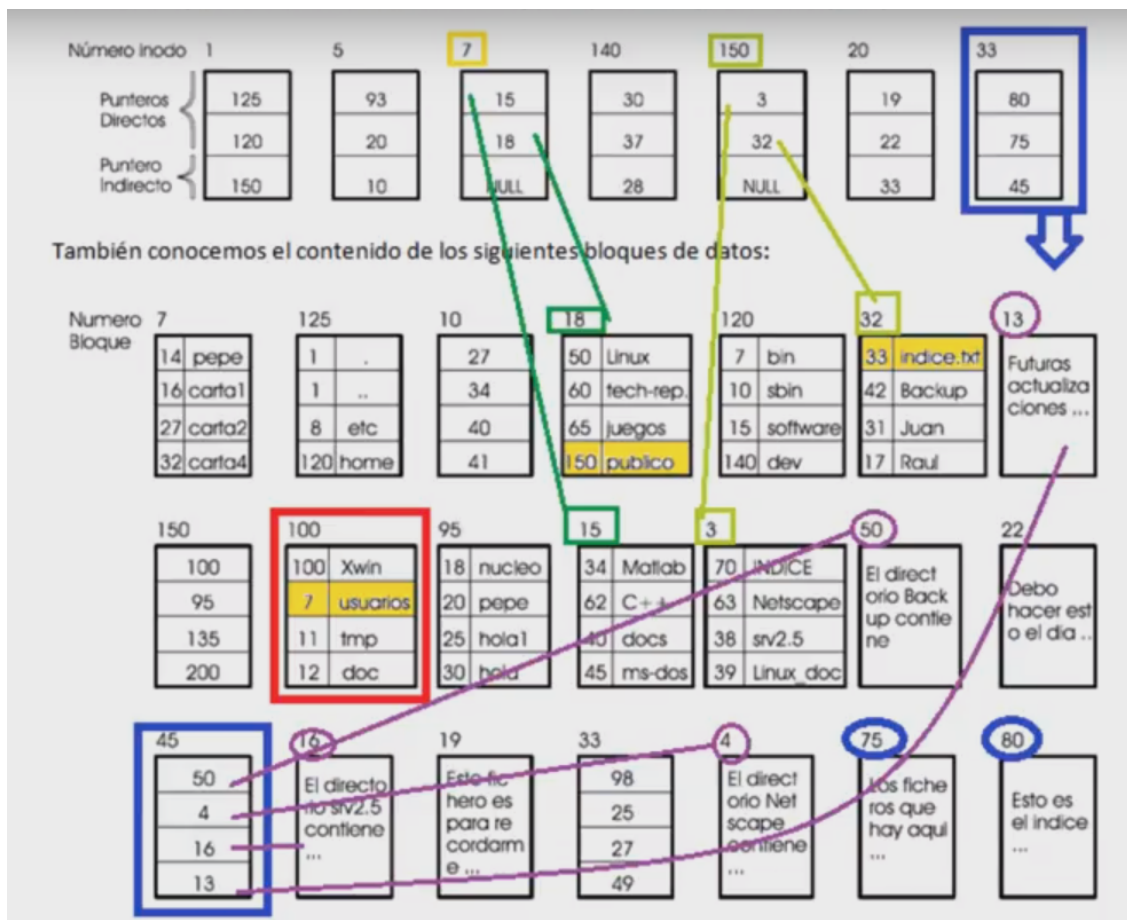 Número Inodo 1 5 7 140 150 20 33
Punteros
Directos
Puntero
Indirecto
125 93 15 30 3 19 80
120 20 18 37 32 22 75
150 10 NULL 28 NULL 33 45
También conocemos el contenido de los siguientes bloques de datos:
Numero
Bloque
7 125 10 18 120 32 13
14 pepe
16 carta1
27 carta2
32 carta4
1 .
1 ..
8 etc
120 home
27
34
40
41
50 Linux
60 tech-rep.
65 juegos
150 publico
7 bin
10 sbin
15 software
140 dev
33 indice.txt
42 Backup
31 Juan
17 Raul
Futuras
actualiza
ciones ...
150 100 95 15 3 50 22
100
95
135
200
100 Xwin
7 usuarios
11 tmp
12 doc
18 nucleo
20 pepe
25 hola1
30 hola
34 Matlab
62 C++
40 docs
45 ms-dos
70 INDICE
63 Netscape
38 srv2.5
39 Linux_doc
El direct
orio Back
up contie
ne
Debo
hacer est
o el día ..
45 16 19 33 4 75 80
50
4
16
13
El directo
rio srv2.5
contiene
...
Este fic
hero es
para re
cordarm
e ...
98
25
27
49
El direct
orio Net
scape
contiene
...
Los fiche
ros que
hay aqui
...
Esto es
el indice
...